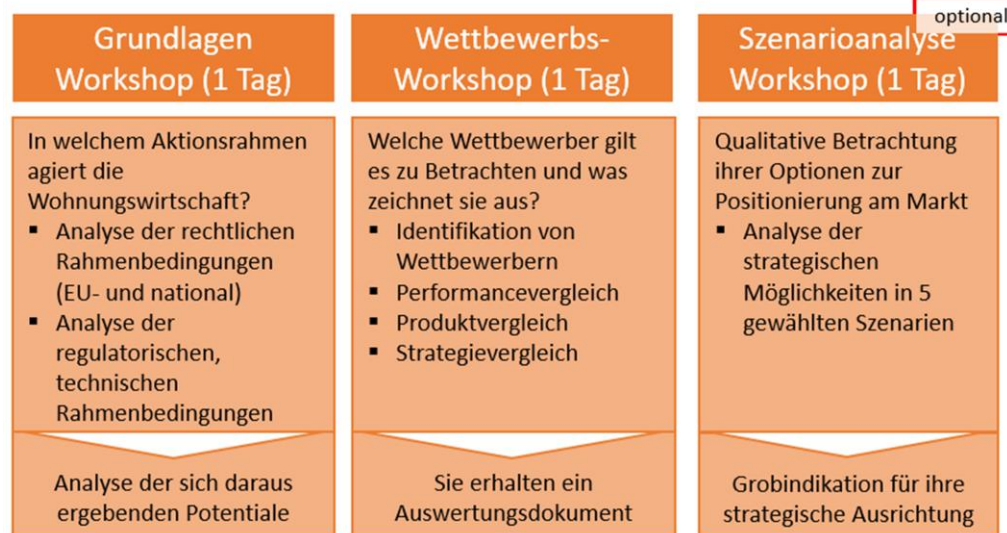 optional
Grundlagen
Workshop (1 Tag)
In welchem Aktionsrahmen
agiert die
Wohnungswirtschaft?
▪ Analyse der rechtlichen
Rahmenbedingungen
(EU- und national)
▪ Analyse der
regulatorischen,
technischen
Rahmenbedingungen
Analyse der sich daraus
ergebenden Potentiale
Wettbewerbs-
Workshop (1 Tag)
Welche Wettbewerber gilt
es zu Betrachten und was
zeichnet sie aus?
▪ Identifikation von
Wettbewerbern
▪ Performancevergleich
▪ Produktvergleich
▪ Strategievergleich
Sie erhalten ein
Auswertungsdokument
Szenarioanalyse
Workshop (1 Tag)
Qualitative Betrachtung
ihrer Optionen zur
Positionierung am Markt
▪ Analyse der
strategischen
Möglichkeiten in 5
gewählten Szenarien
Grobindikation für ihre
strategische Ausrichtung